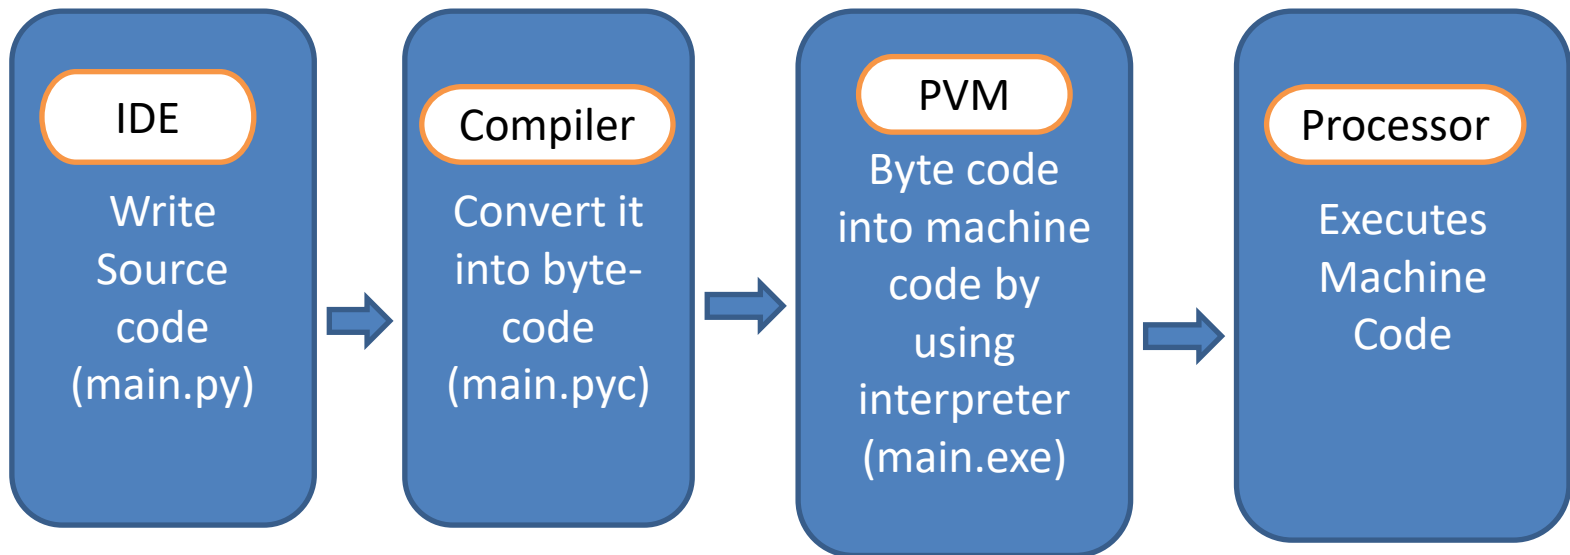 IDE
Write
Source
code
(main.py)
Compiler
Convert it
into byte-
code
(main.pyc)
PVM
Byte code
into machine
code by
using
interpreter
(main.exe)
Processor
Executes
Machine
Code